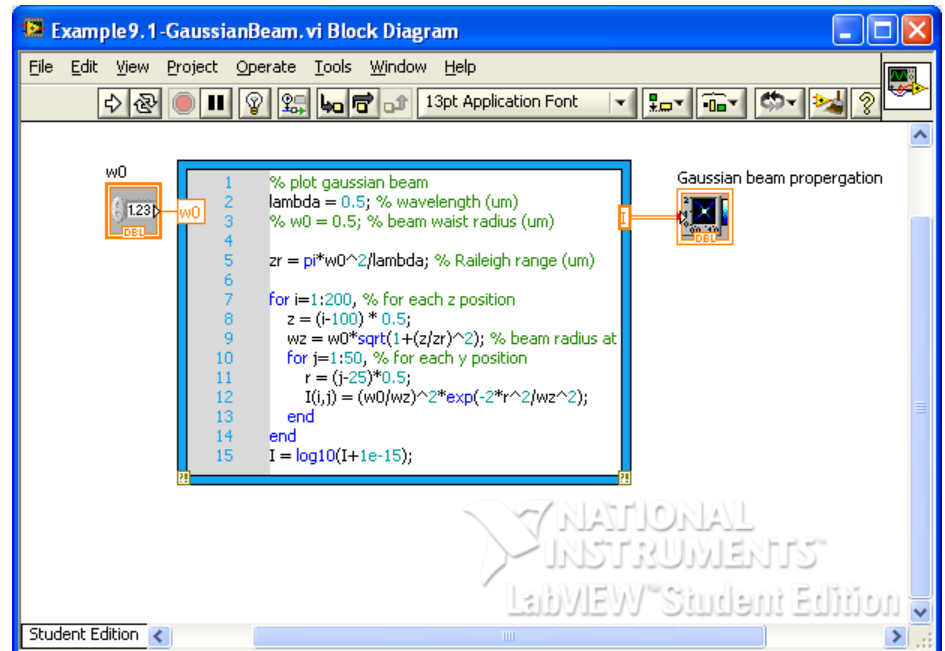 Example9.1-GaussianBeam.vi Block Diagram
File Edit View Project Operate Tools Window Help
13pt Application Font
w0
1.23
DBL
w0
1 % plot gaussian beam
2 lambda = 0.5; % wavelength (um)
3 % w0 = 0.5; % beam waist radius (um)
4
5 zr = pi*w0^2/lambda; % Raileigh range (um)
6
7 for i=1:200, % for each z position
8 z = (i-100) * 0.5;
9 wz = w0*sqrt(1+(z/zr)^2); % beam radius at
10 for j=1:50, % for each y position
11 r = (j-25)*0.5;
12 I(i,j) = (w0/wz)^2*exp(-2*r^2/wz^2);
13 end
14 end
15 I = log10(I+1e-15);
I
Gaussian beam propergation
DBL
NATIONAL
INSTRUMENTS™
LabVIEW™ Student Edition
Student Edition